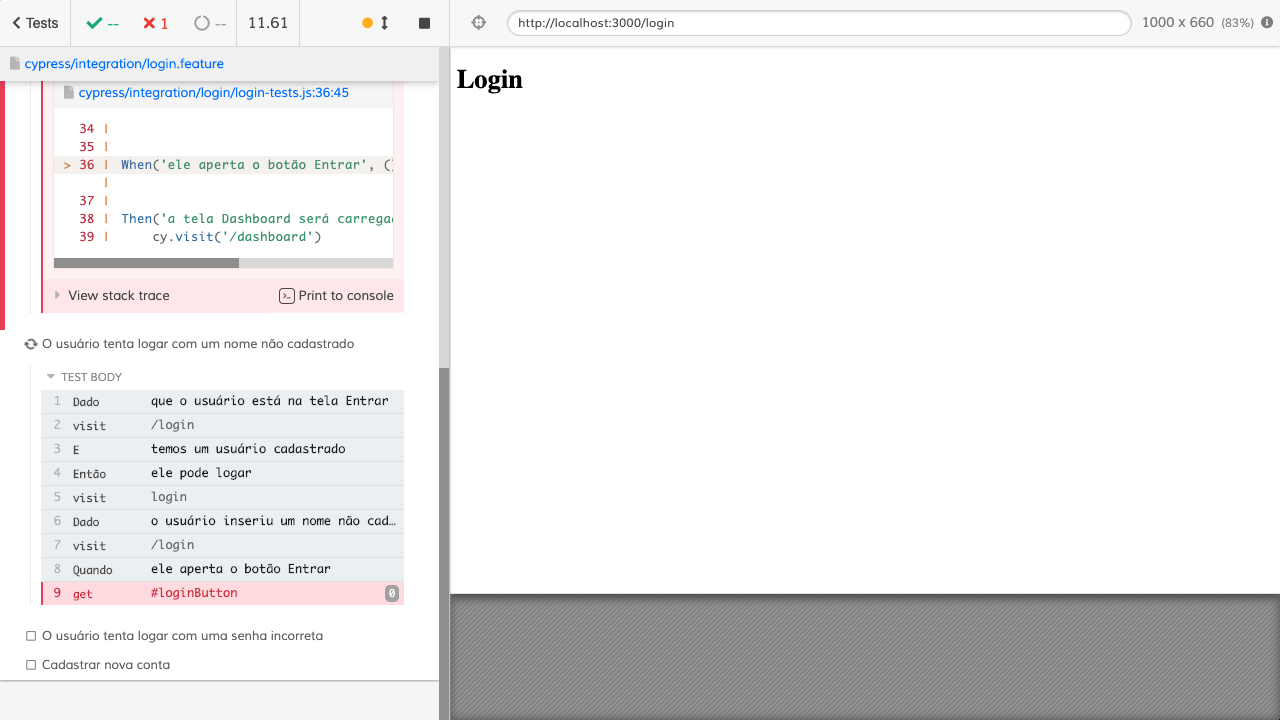 Tests
--
1
--
11.61
http://localhost:3000/login
1000 x 660 (83%)
cypress/integration/login.feature
cypress/integration/login/login-tests.js:36:45
34 |
35 |
> 36 | When('ele aperta o botão Entrar', ()
|
37 |
38 | Then('a tela Dashboard será carregad
39 | cy.visit('/dashboard')
View stack trace
Print to console
O usuário tenta logar com um nome não cadastrado
TEST BODY
1 Dado que o usuário está na tela Entrar
2 visit /login
3 E temos um usuário cadastrado
4 Então ele pode logar
5 visit login
6 Dado o usuário inseriu um nome não cad…
7 visit /login
8 Quando ele aperta o botão Entrar
9 get #loginButton 0
O usuário tenta logar com uma senha incorreta
Cadastrar nova conta
Login